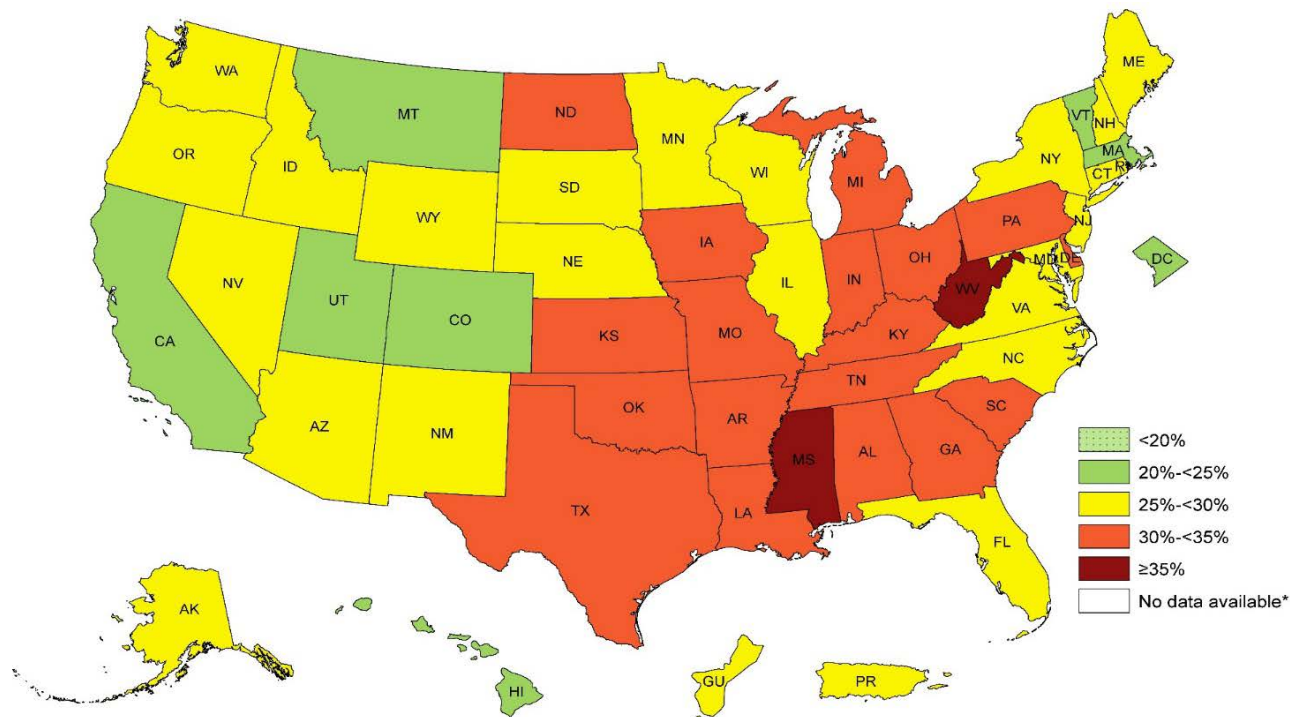 WA
MT
ND
MN
ME
VT
NH
OR
ID
SD
WI
NY
MA
CT
RI
WY
MI
IA
PA
NJ
NE
NV
UT
CO
IL
IN
OH
MD
DE
DC
WV
VA
CA
KS
MO
KY
NC
TN
AZ
NM
OK
AR
SC
MS
AL
GA
TX
LA
FL
AK
HI
GU
PR
<20%
20%-<25%
25%-<30%
30%-<35%
≥35%
No data available*